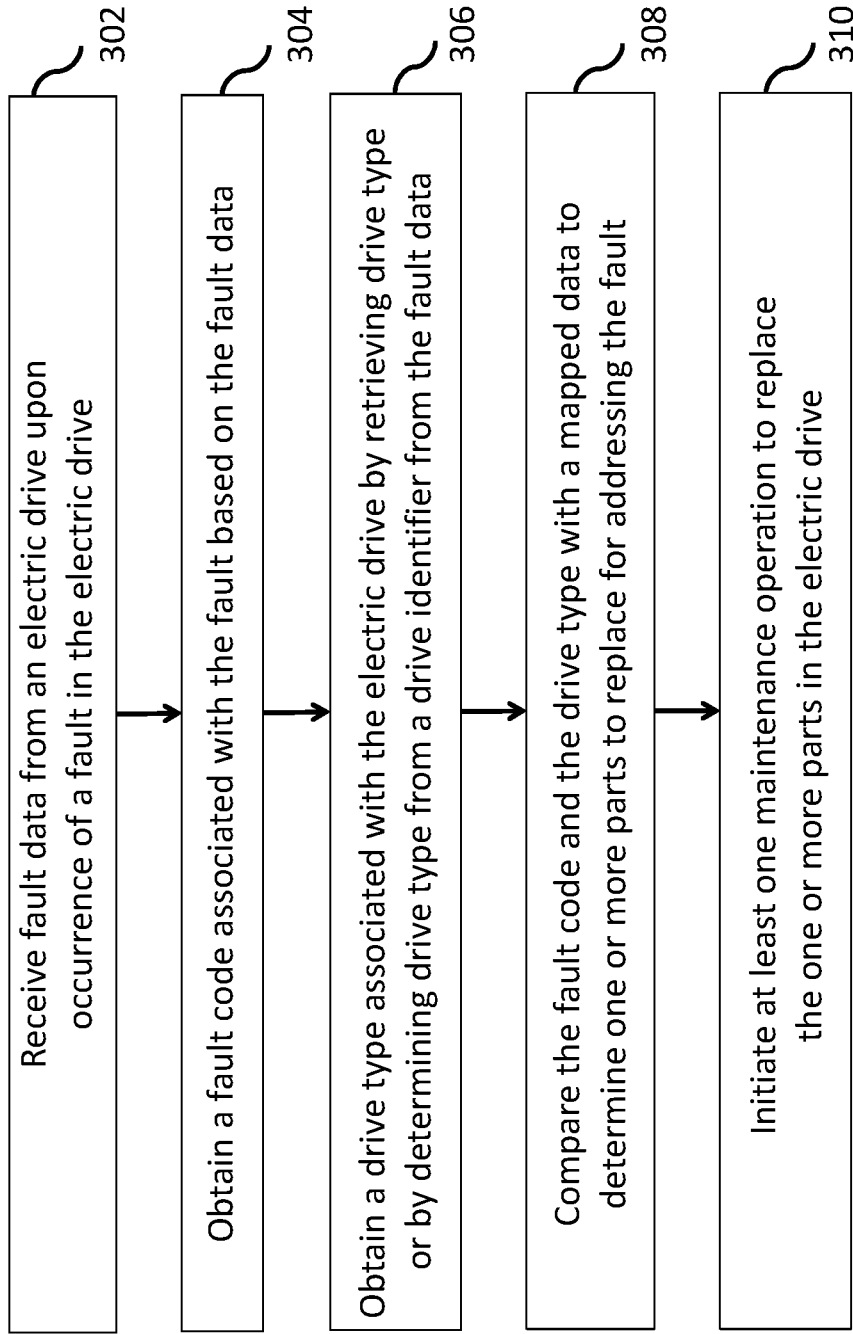 Receive fault data from an electric drive upon
occurrence of a fault in the electric drive
302
Obtain a fault code associated with the fault based on the fault data
304
Obtain a drive type associated with the electric drive by retrieving drive type
or by determining drive type from a drive identifier from the fault data
306
Compare the fault code and the drive type with a mapped data to
determine one or more parts to replace for addressing the fault
308
Initiate at least one maintenance operation to replace
the one or more parts in the electric drive
310